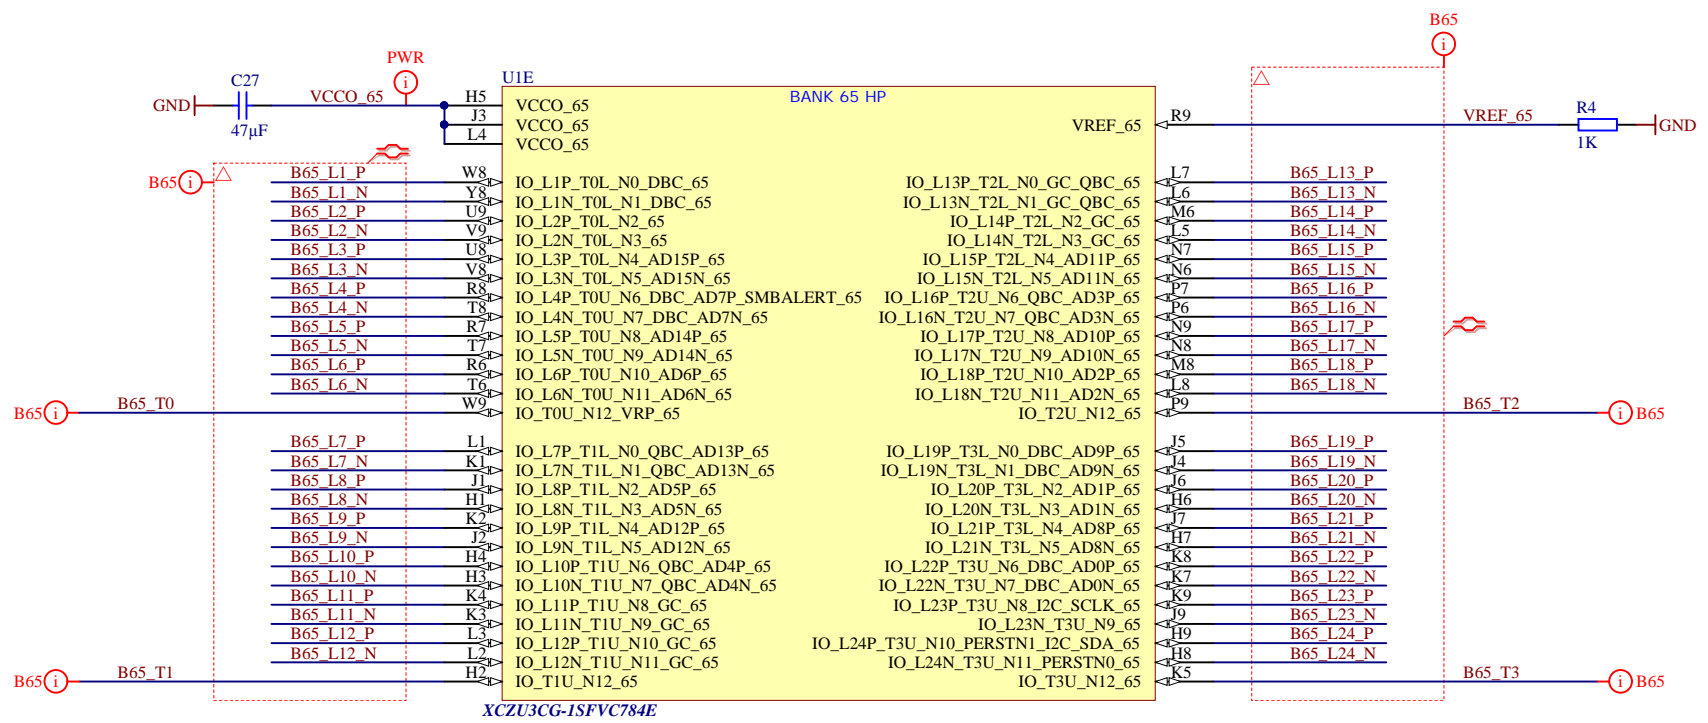 B65
PWR
C27
U1E
GND VCCO_65 H5 VCCO_65 BANK 65 HP
47µF J3 VCCO_65 VREF_65 R9 VREF_65 R4 GND
L4 VCCO_65 1K
B65 B65_L1_P W8 IO_L1P_T0L_N0_DBC_65 IO_L13P_T2L_N0_GC_QBC_65 L7 B65_L13_P
B65_L1_N Y8 IO_L1N_T0L_N1_DBC_65 IO_L13N_T2L_N1_GC_QBC_65 L6 B65_L13_N
B65_L2_P U9 IO_L2P_T0L_N2_65 IO_L14P_T2L_N2_GC_65 M6 B65_L14_P
B65_L2_N V9 IO_L2N_T0L_N3_65 IO_L14N_T2L_N3_GC_65 L5 B65_L14_N
B65_L3_P U8 IO_L3P_T0L_N4_AD15P_65 IO_L15P_T2L_N4_AD11P_65 N7 B65_L15_P
B65_L3_N V8 IO_L3N_T0L_N5_AD15N_65 IO_L15N_T2L_N5_AD11N_65 N6 B65_L15_N
B65_L4_P R8 IO_L4P_T0U_N6_DBC_AD7P_SMBALERT_65 IO_L16P_T2U_N6_QBC_AD3P_65 P7 B65_L16_P
B65_L4_N T8 IO_L4N_T0U_N7_DBC_AD7N_65 IO_L16N_T2U_N7_QBC_AD3N_65 P6 B65_L16_N
B65_L5_P R7 IO_L5P_T0U_N8_AD14P_65 IO_L17P_T2U_N8_AD10P_65 N9 B65_L17_P
B65_L5_N T7 IO_L5N_T0U_N9_AD14N_65 IO_L17N_T2U_N9_AD10N_65 N8 B65_L17_N
B65_L6_P R6 IO_L6P_T0U_N10_AD6P_65 IO_L18P_T2U_N10_AD2P_65 M8 B65_L18_P
B65_L6_N T6 IO_L6N_T0U_N11_AD6N_65 IO_L18N_T2U_N11_AD2N_65 L8 B65_L18_N
B65 B65_T0 W9 IO_T0U_N12_VRP_65 IO_T2U_N12_65 P9 B65_T2 B65
B65_L7_P L1 IO_L7P_T1L_N0_QBC_AD13P_65 IO_L19P_T3L_N0_DBC_AD9P_65 J5 B65_L19_P
B65_L7_N K1 IO_L7N_T1L_N1_QBC_AD13N_65 IO_L19N_T3L_N1_DBC_AD9N_65 J4 B65_L19_N
B65_L8_P J1 IO_L8P_T1L_N2_AD5P_65 IO_L20P_T3L_N2_AD1P_65 J6 B65_L20_P
B65_L8_N H1 IO_L8N_T1L_N3_AD5N_65 IO_L20N_T3L_N3_AD1N_65 H6 B65_L20_N
B65_L9_P K2 IO_L9P_T1L_N4_AD12P_65 IO_L21P_T3L_N4_AD8P_65 J7 B65_L21_P
B65_L9_N J2 IO_L9N_T1L_N5_AD12N_65 IO_L21N_T3L_N5_AD8N_65 H7 B65_L21_N
B65_L10_P H4 IO_L10P_T1U_N6_QBC_AD4P_65 IO_L22P_T3U_N6_DBC_AD0P_65 K8 B65_L22_P
B65_L10_N H3 IO_L10N_T1U_N7_QBC_AD4N_65 IO_L22N_T3U_N7_DBC_AD0N_65 K7 B65_L22_N
B65_L11_P K4 IO_L11P_T1U_N8_GC_65 IO_L23P_T3U_N8_I2C_SCLK_65 K9 B65_L23_P
B65_L11_N K3 IO_L11N_T1U_N9_GC_65 IO_L23N_T3U_N9_65 J9 B65_L23_N
B65_L12_P L3 IO_L12P_T1U_N10_GC_65 IO_L24P_T3U_N10_PERSTN1_I2C_SDA_65 H9 B65_L24_P
B65_L12_N L2 IO_L12N_T1U_N11_GC_65 IO_L24N_T3U_N11_PERSTN0_65 H8 B65_L24_N
B65 B65_T1 H2 IO_T1U_N12_65 IO_T3U_N12_65 K5 B65_T3 B65
XCZU3CG-1SFVC784E